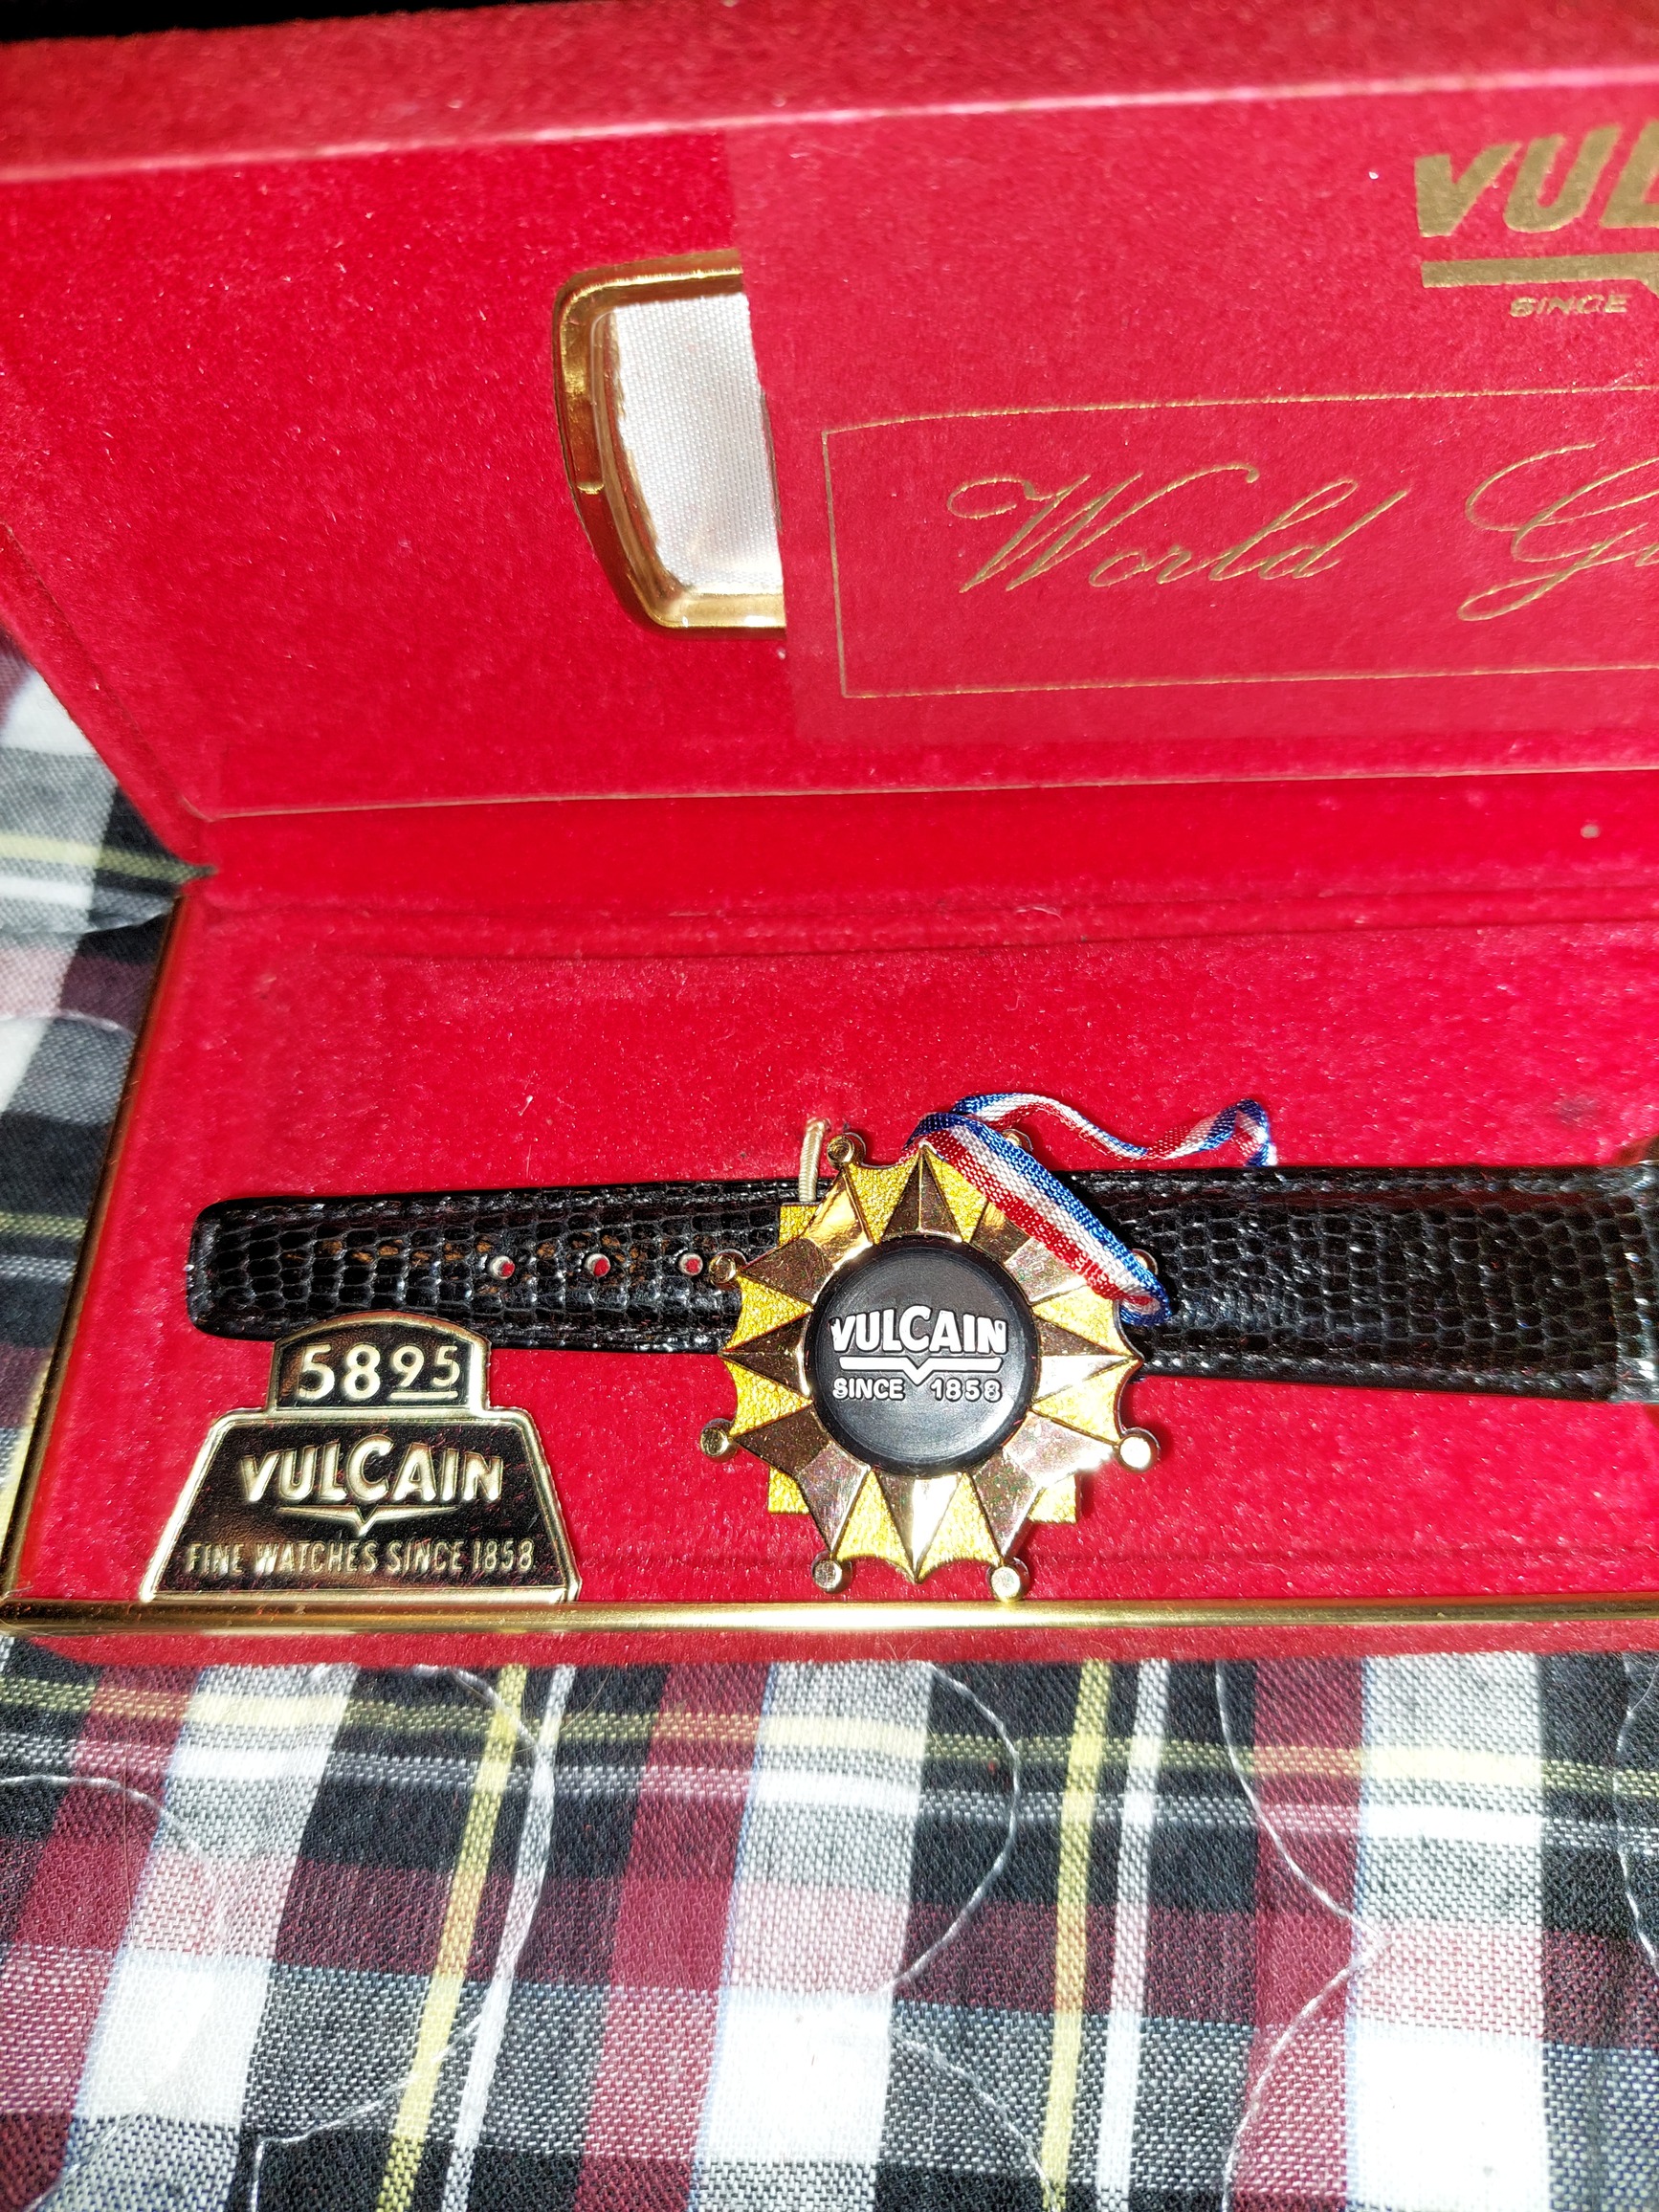 VUL
SINCE
World
5895
VULCAIN
FINE WATCHES SINCE 1858
VULCAIN
SINCE 1858